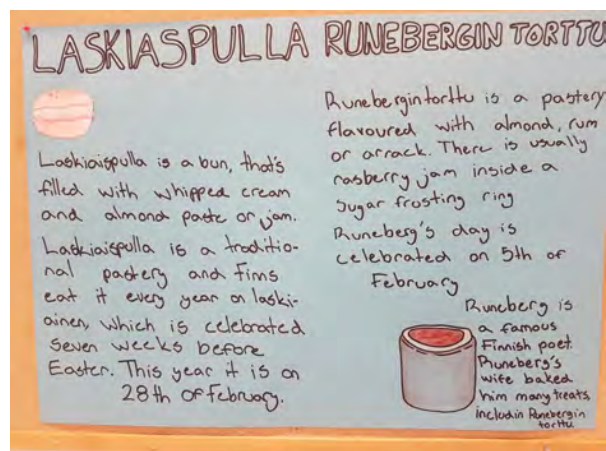 LASKIASPULLA RUNEBERGIN TORTTU
Laskiaispulla is a bun, that's
filled with whipped cream
and almond paste or jam.
Laskiaispulla is a traditio-
nal pastery and finns
eat it every year on laski-
ainen, which is celebrated
seven weeks before
Easter. This year it is on
28th of February.
Runebergintorttu is a pastery
flavoured with almond, rum
or arrack. There is usually
rasberry jam inside a
sugar frosting ring
Runeberg's day is
celebrated on 5th of
February
Runeberg is
a famous
Finnish poet.
Runeberg's
wife baked
him many treats,
includin Runebergin
torttu.